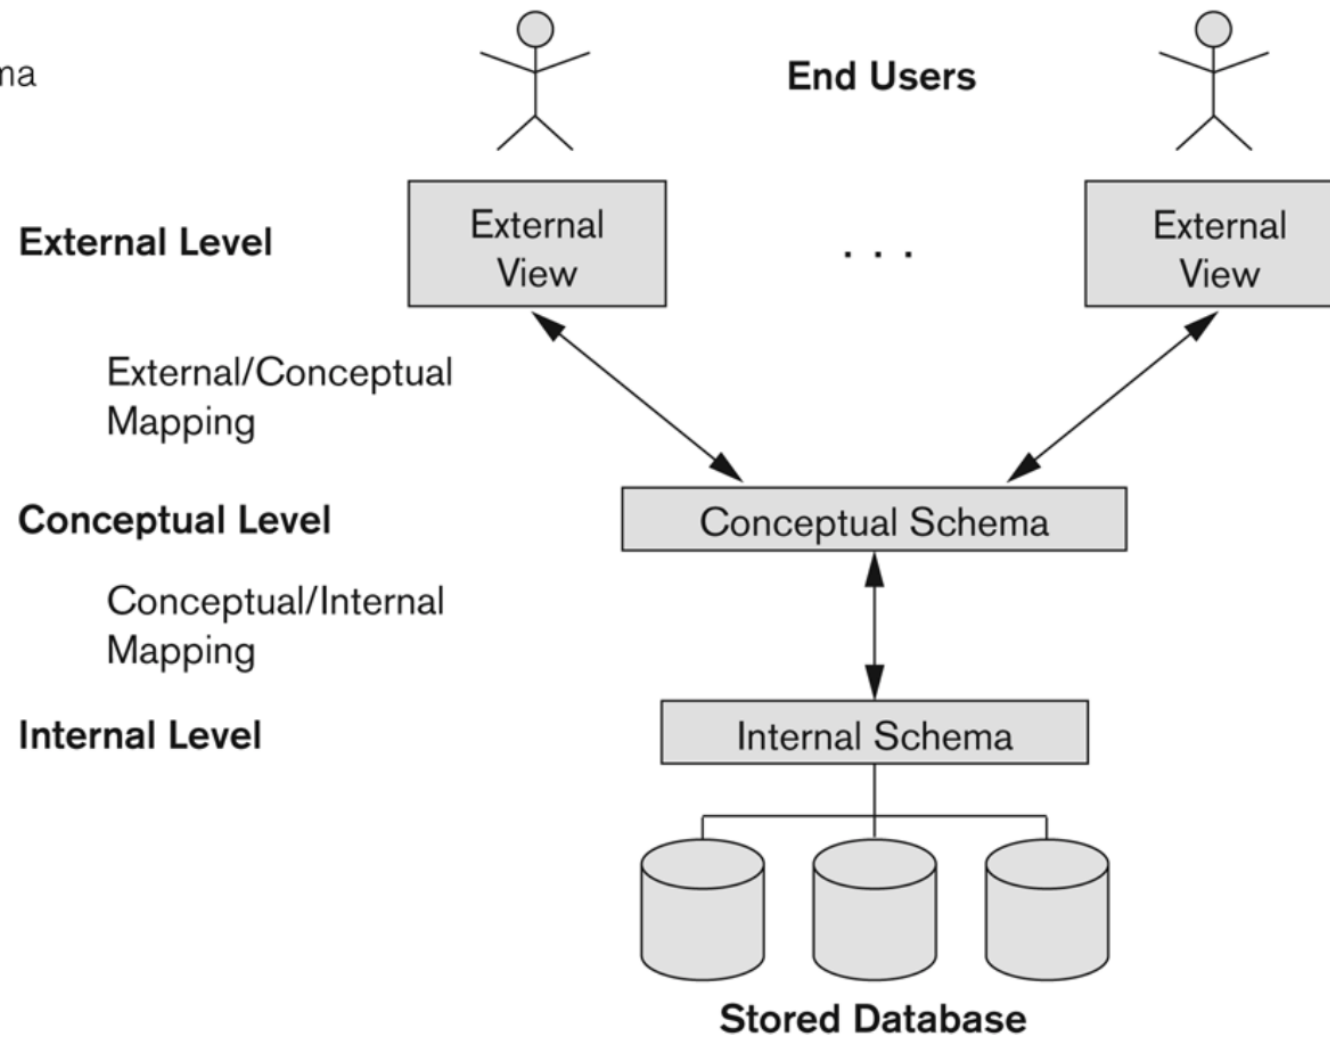 ma
End Users
External Level
External
View
. . .
External
View
External/Conceptual
Mapping
Conceptual Level
Conceptual Schema
Conceptual/Internal
Mapping
Internal Level
Internal Schema
Stored Database